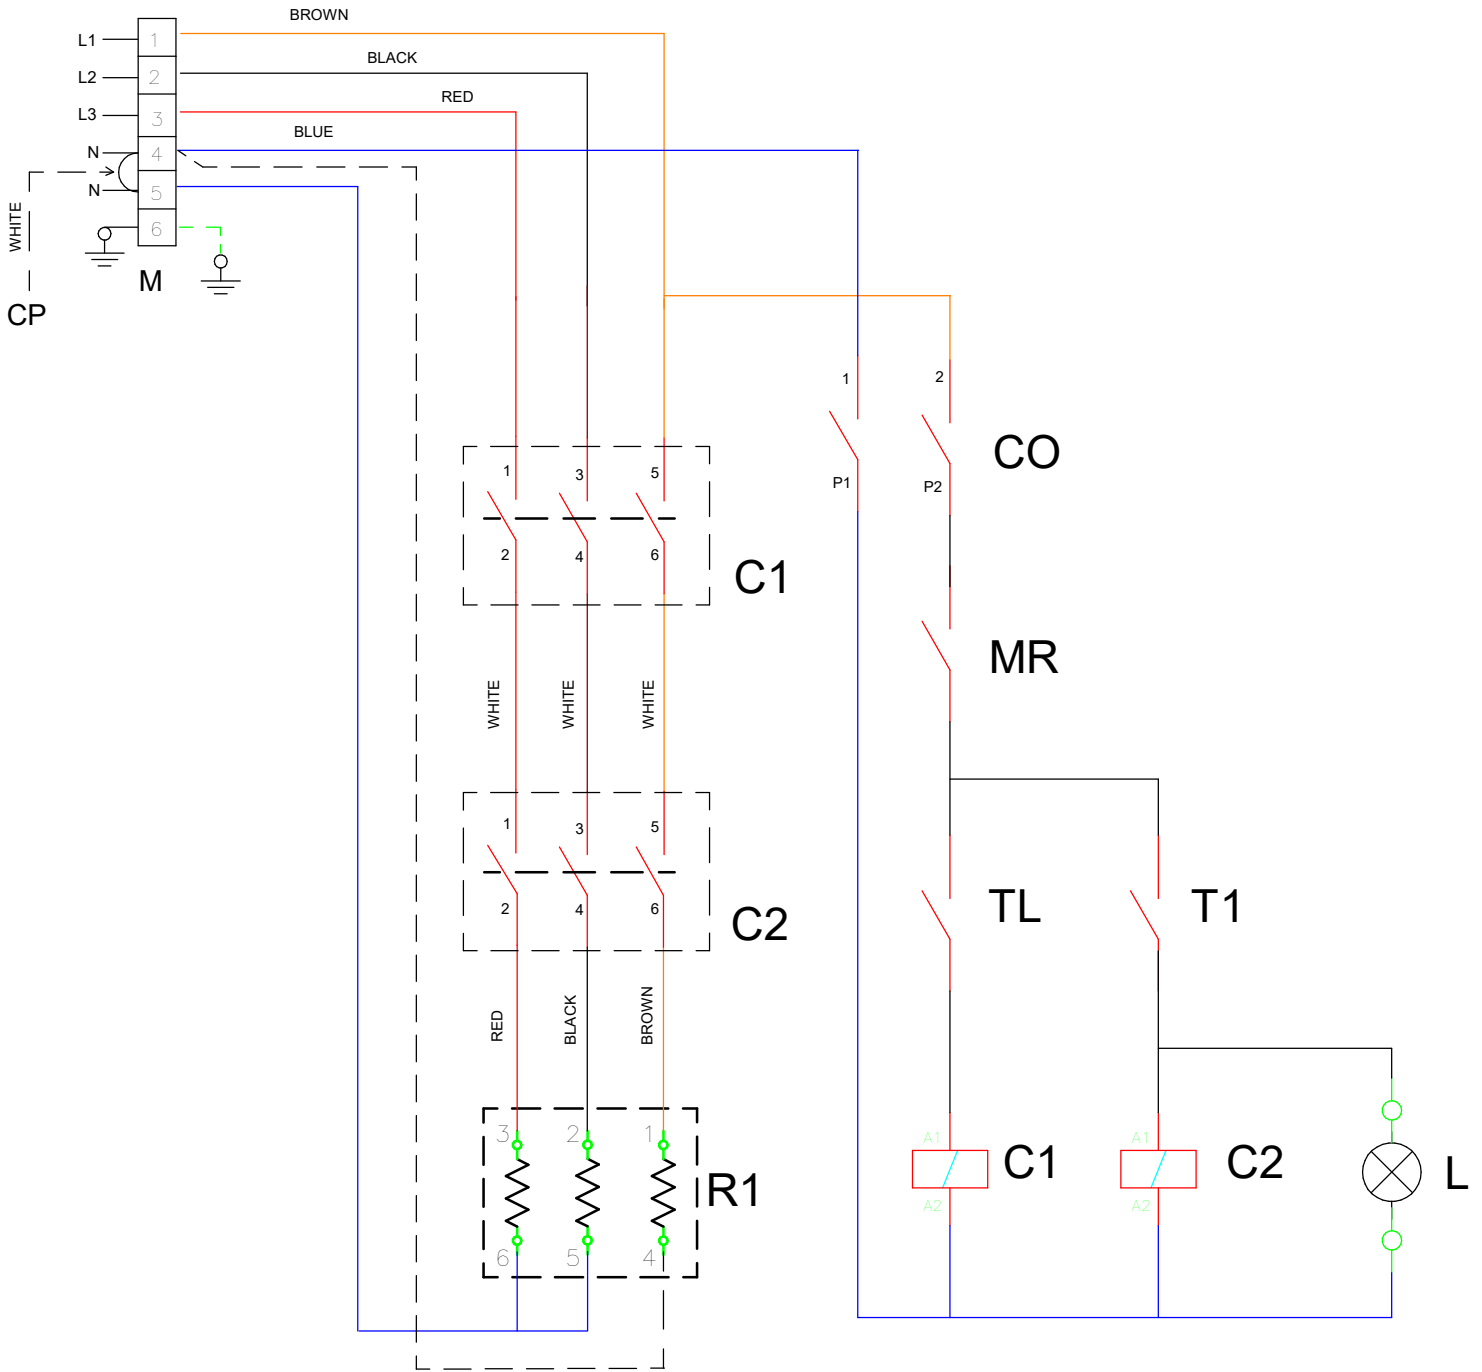 BROWN
L1 1
BLACK
L2 2
RED
L3 3
BLUE
N 4
N 5
WHITE
6
M
CP
1 2
CO
P1 P2
1 3 5
2 4 6
C1
MR
WHITE WHITE WHITE
1 3 5
2 4 6
C2
TL T1
RED BLACK BROWN
3 2 1
A1 A1
C1 C2 L
R1
A2 A2
6 5 4